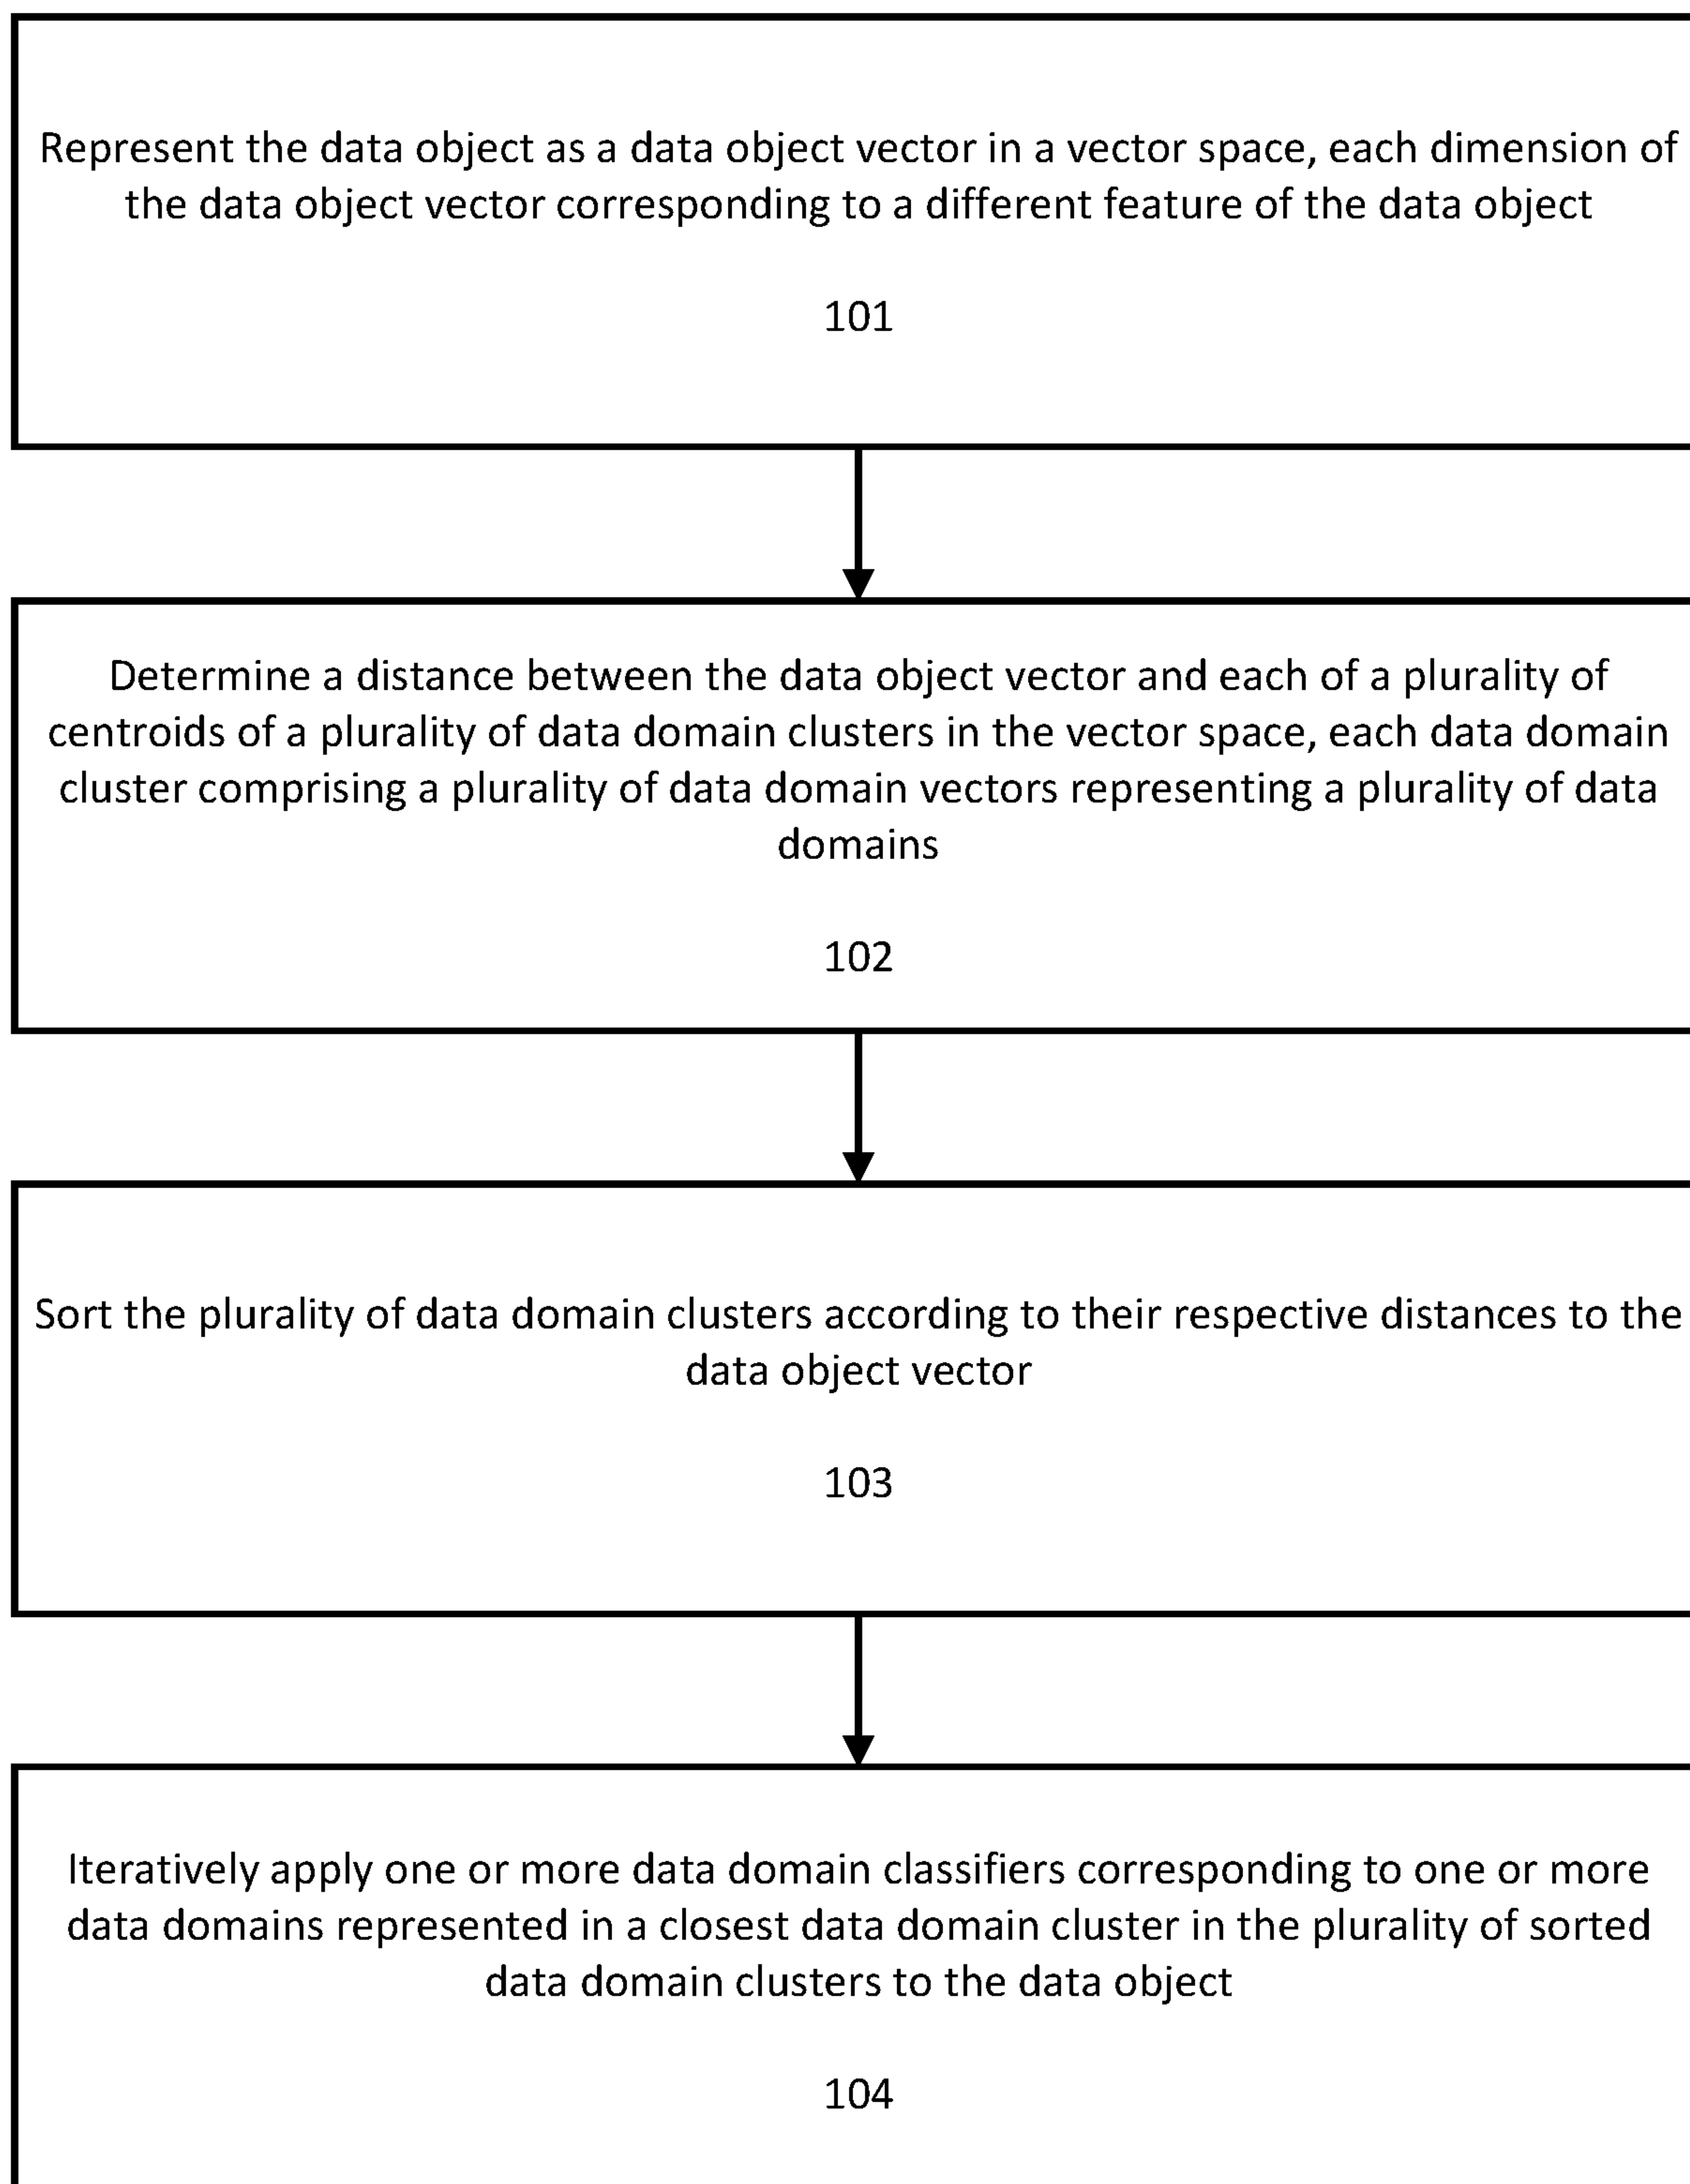 Represent the data object as a data object vector in a vector space, each dimension of
the data object vector corresponding to a different feature of the data object
101
Determine a distance between the data object vector and each of a plurality of
centroids of a plurality of data domain clusters in the vector space, each data domain
cluster comprising a plurality of data domain vectors representing a plurality of data
domains
102
Sort the plurality of data domain clusters according to their respective distances to the
data object vector
103
Iteratively apply one or more data domain classifiers corresponding to one or more
data domains represented in a closest data domain cluster in the plurality of sorted
data domain clusters to the data object
104